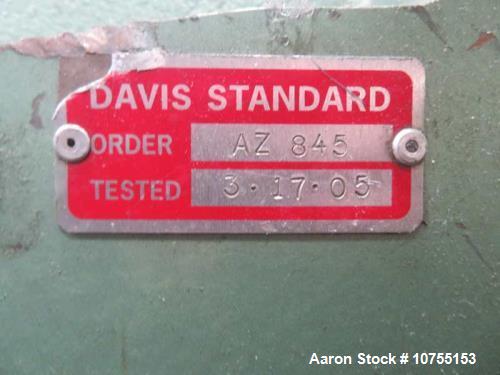 DAVIS STANDARD
ORDER AZ 845
TESTED 3·17·05
Aaron Stock # 10755153